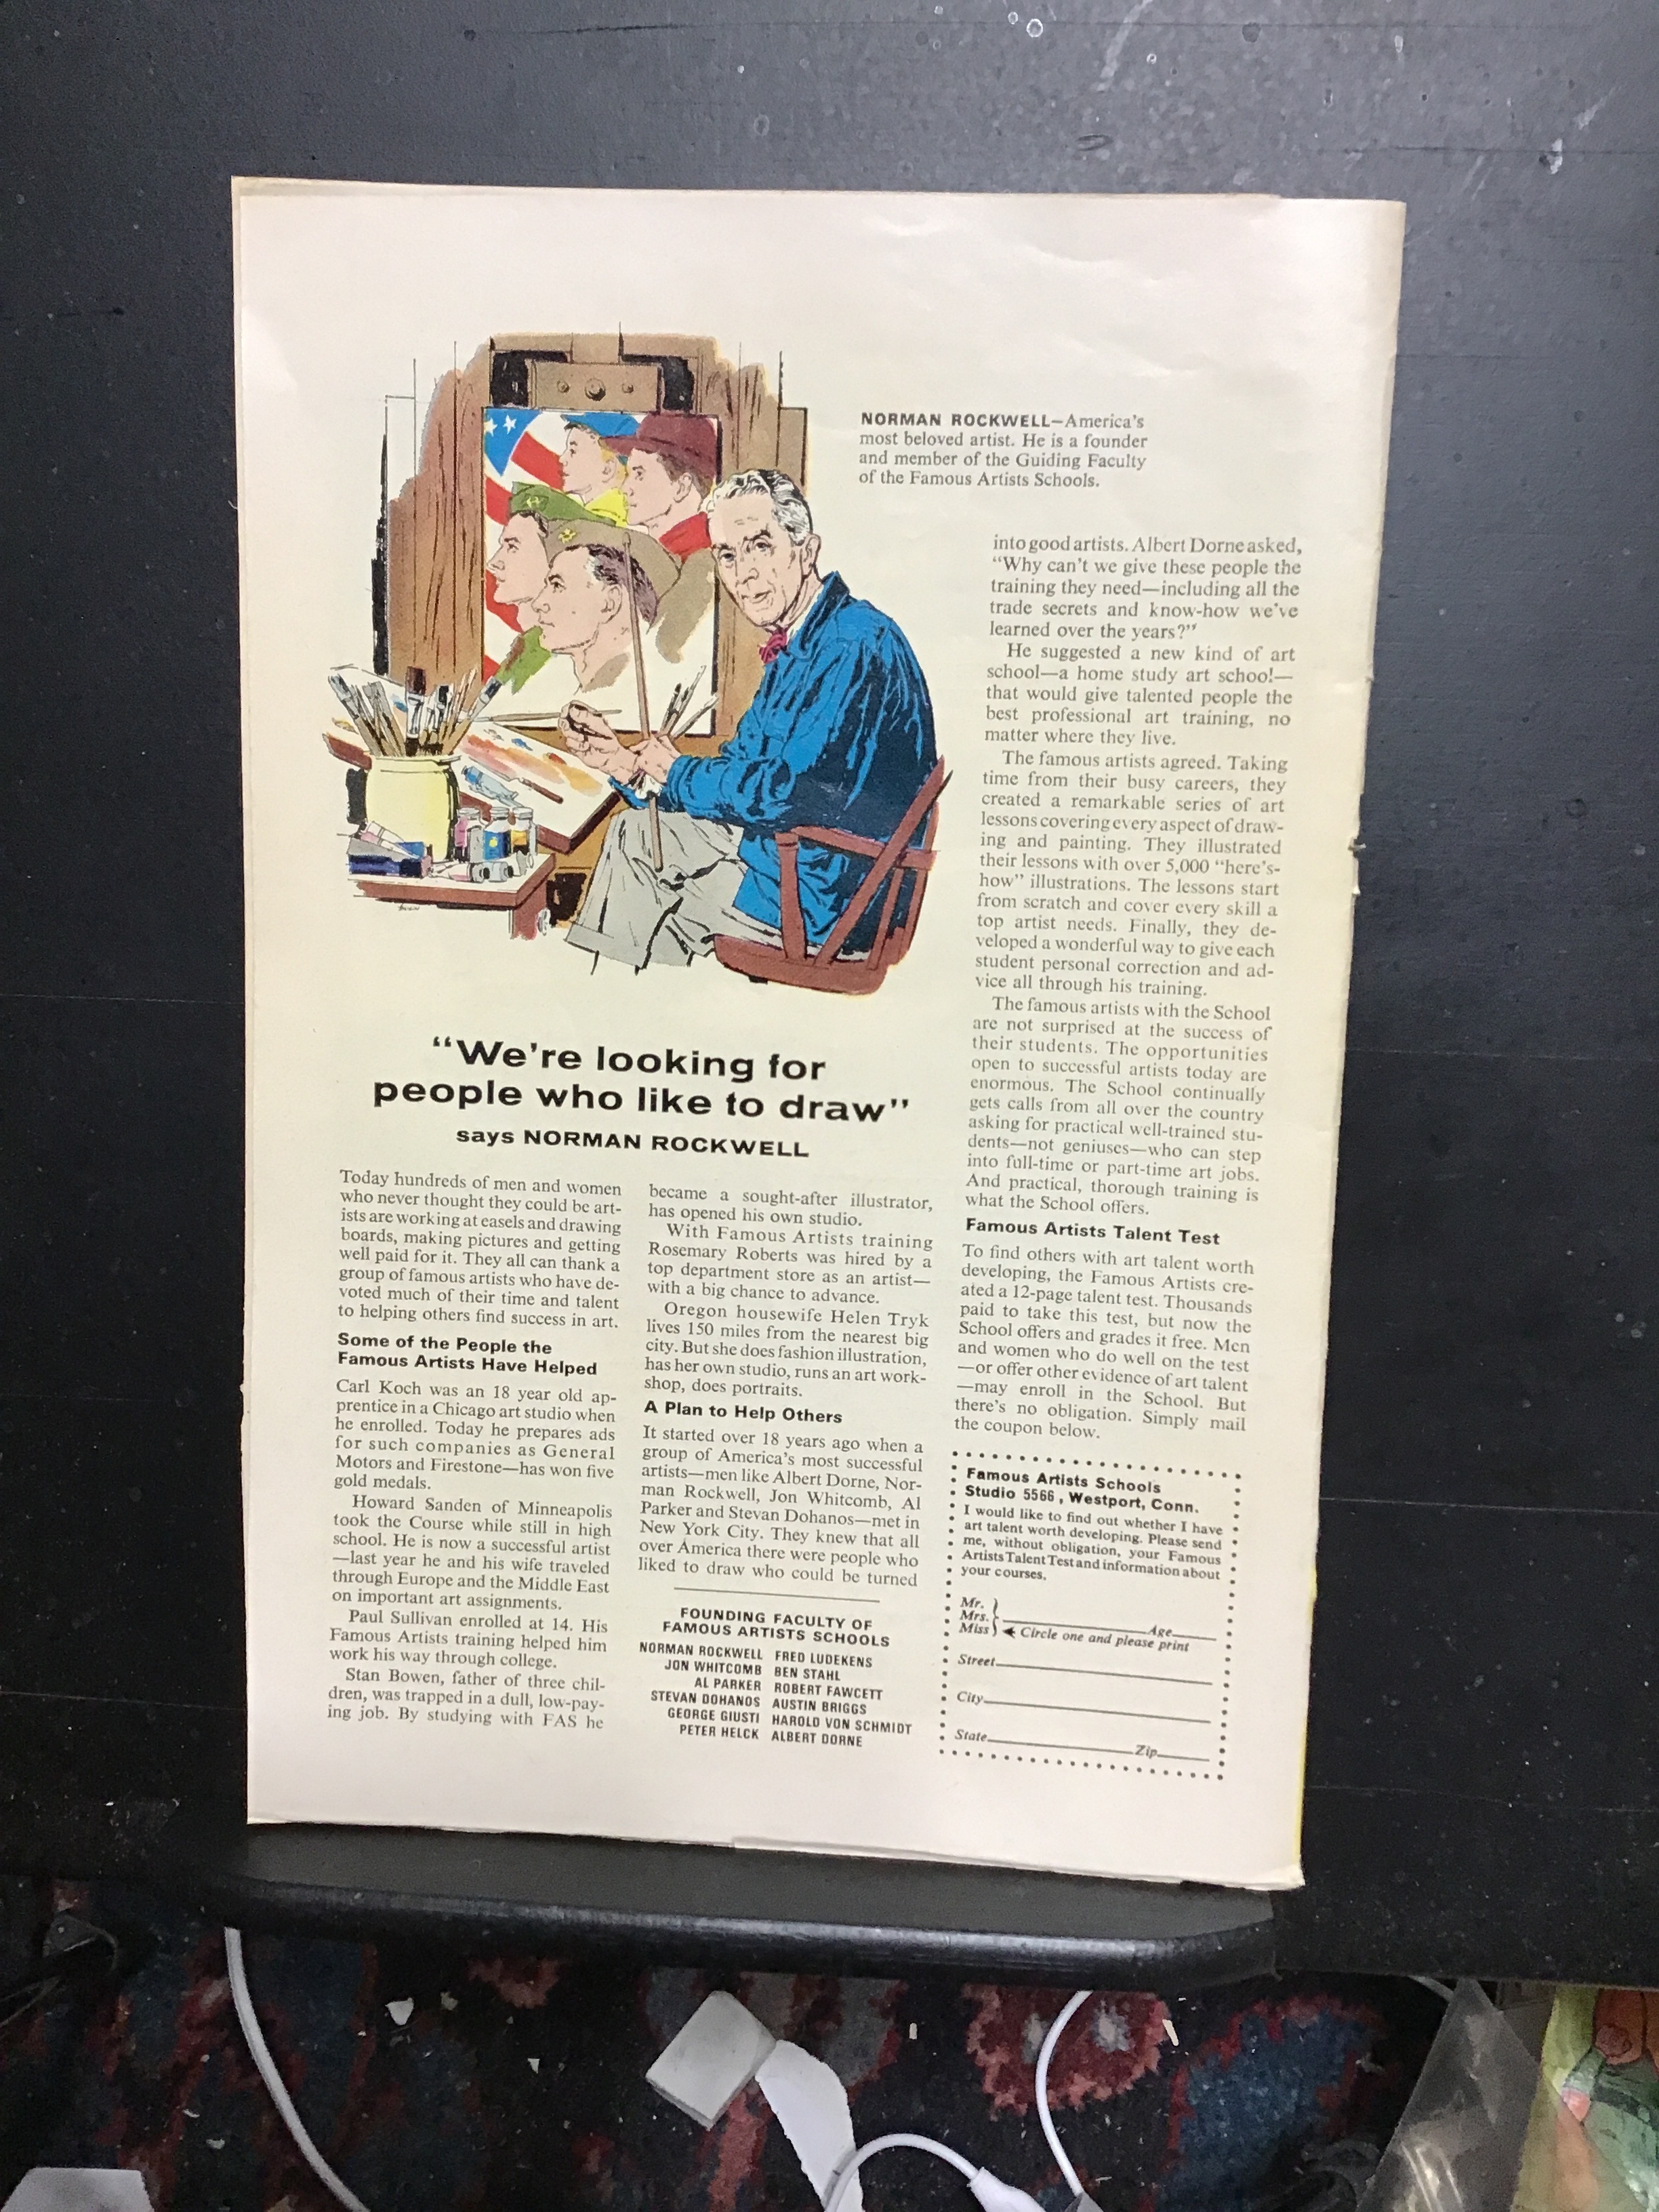 NORMAN ROCKWELL—America's
most beloved artist. He is a founder
and member of the Guiding Faculty
of the Famous Artists Schools.
"We're looking for
people who like to draw"
says NORMAN ROCKWELL
Today hundreds of men and women
who never thought they could be art-
ists are working at easels and drawing
boards, making pictures and getting
well paid for it. They all can thank a
group of famous artists who have de-
voted much of their time and talent
to helping others find success in art.
Some of the People the
Famous Artists Have Helped
Carl Koch was an 18 year old ap-
prentice in a Chicago art studio when
he enrolled. Today he prepares ads
for such companies as General
Motors and Firestone—has won five
gold medals.
Howard Sanden of Minneapolis
took the Course while still in high
school. He is now a successful artist
—last year he and his wife traveled
through Europe and the Middle East
on important art assignments.
Paul Sullivan enrolled at 14. His
Famous Artists training helped him
work his way through college.
Stan Bowen, father of three chil-
dren, was trapped in a dull, low-pay-
ing job. By studying with FAS he
became a sought-after illustrator,
has opened his own studio.
With Famous Artists training
Rosemary Roberts was hired by a
top department store as an artist—
with a big chance to advance.
Oregon housewife Helen Tryk
lives 150 miles from the nearest big
city. But she does fashion illustration,
has her own studio, runs an art work-
shop, does portraits.
A Plan to Help Others
It started over 18 years ago when a
group of America's most successful
artists—men like Albert Dorne, Nor-
man Rockwell, Jon Whitcomb, Al
Parker and Stevan Dohanos—met in
New York City. They knew that all
over America there were people who
liked to draw who could be turned
FOUNDING FACULTY OF
FAMOUS ARTISTS SCHOOLS
NORMAN ROCKWELL FRED LUDEKENS
JON WHITCOMB BEN STAHL
AL PARKER ROBERT FAWCETT
STEVAN DOHANOS AUSTIN BRIGGS
GEORGE GIUSTI HAROLD VON SCHMIDT
PETER HELCK ALBERT DORNE
into good artists. Albert Dorne asked,
"Why can't we give these people the
training they need—including all the
trade secrets and know-how we've
learned over the years?"
He suggested a new kind of art
school—a home study art school—
that would give talented people the
best professional art training, no
matter where they live.
The famous artists agreed. Taking
time from their busy careers, they
created a remarkable series of art
lessons covering every aspect of draw-
ing and painting. They illustrated
their lessons with over 5,000 "here's-
how" illustrations. The lessons start
from scratch and cover every skill a
top artist needs. Finally, they de-
veloped a wonderful way to give each
student personal correction and ad-
vice all through his training.
The famous artists with the School
are not surprised at the success of
their students. The opportunities
open to successful artists today are
enormous. The School continually
gets calls from all over the country
asking for practical well-trained stu-
dents—not geniuses—who can step
into full-time or part-time art jobs.
And practical, thorough training is
what the School offers.
Famous Artists Talent Test
To find others with art talent worth
developing, the Famous Artists cre-
ated a 12-page talent test. Thousands
paid to take this test, but now the
School offers and grades it free. Men
and women who do well on the test
—or offer other evidence of art talent
—may enroll in the School. But
there's no obligation. Simply mail
the coupon below.
Famous Artists Schools
Studio 5566, Westport, Conn.
I would like to find out whether I have
art talent worth developing. Please send
me, without obligation, your Famous
Artists Talent Test and information about
your courses.
Mr.
Mrs. Age
Miss Circle one and please print
Street
City
State Zip